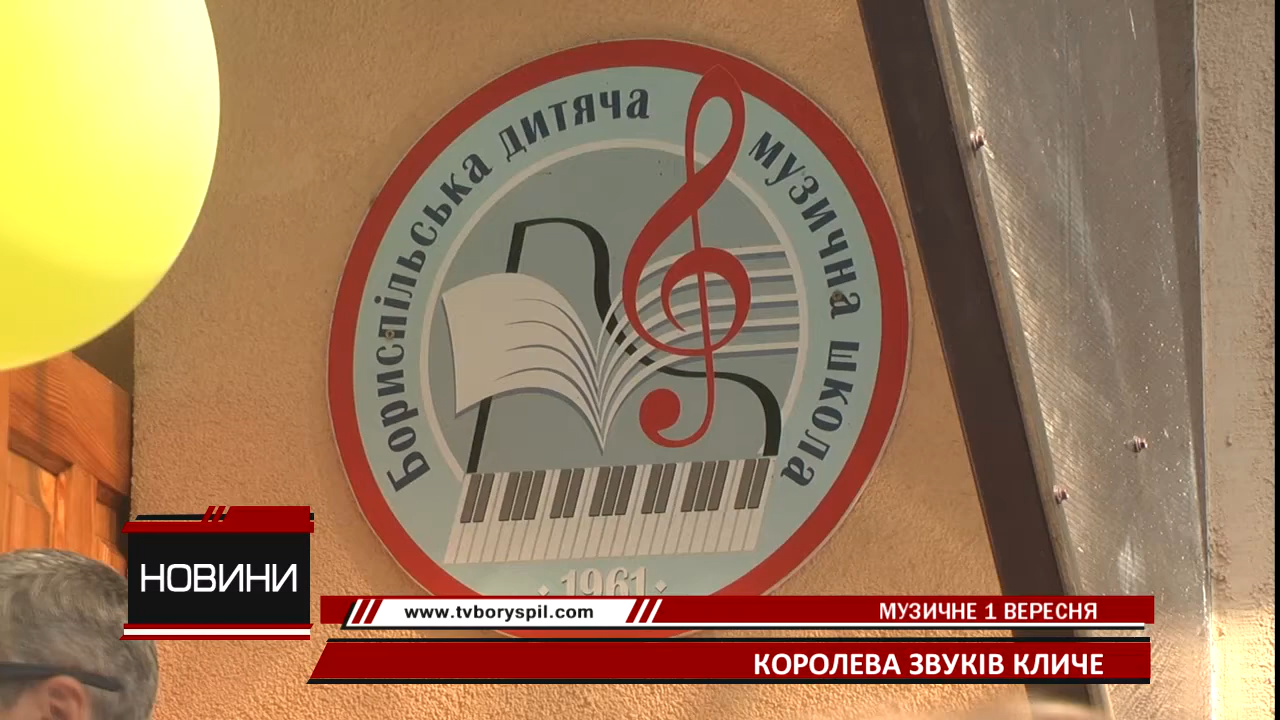 Бориспільська дитяча музична школа
· 1961 ·
НОВИНИ
www.tvboryspil.com
МУЗИЧНЕ 1 ВЕРЕСНЯ
КОРОЛЕВА ЗВУКІВ КЛИЧЕ